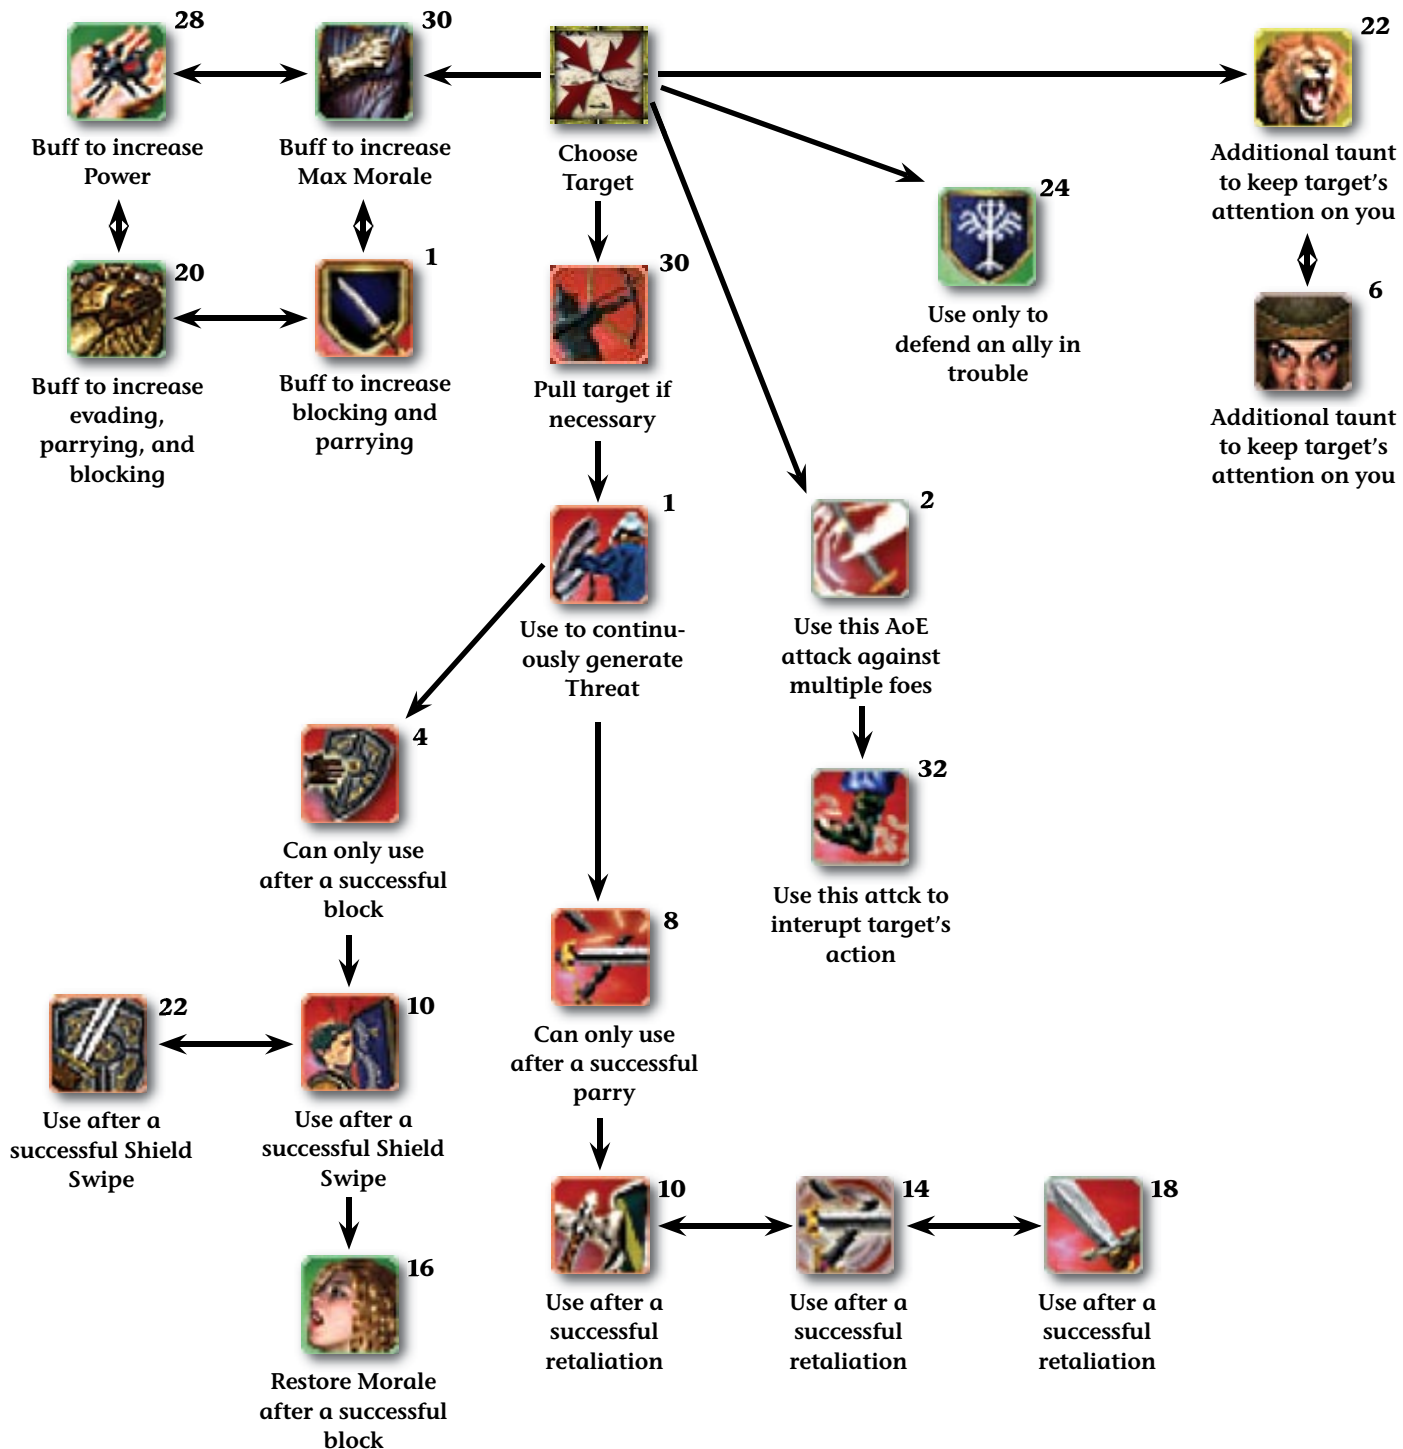 28
Buff to increase
Power
30
Buff to increase
Max Morale
Choose
Target
22
Additional taunt
to keep target's
attention on you
24
Use only to
defend an ally in
trouble
20
Buff to increase
evading,
parrying, and
blocking
1
Buff to increase
blocking and
parrying
30
Pull target if
necessary
6
Additional taunt
to keep target's
attention on you
1
Use to continu-
ously generate
Threat
2
Use this AoE
attack against
multiple foes
4
Can only use
after a successful
block
32
Use this attck to
interupt target's
action
8
Can only use
after a successful
parry
22
Use after a
successful Shield
Swipe
10
Use after a
successful Shield
Swipe
10
Use after a
successful
retaliation
14
Use after a
successful
retaliation
18
Use after a
successful
retaliation
16
Restore Morale
after a successful
block